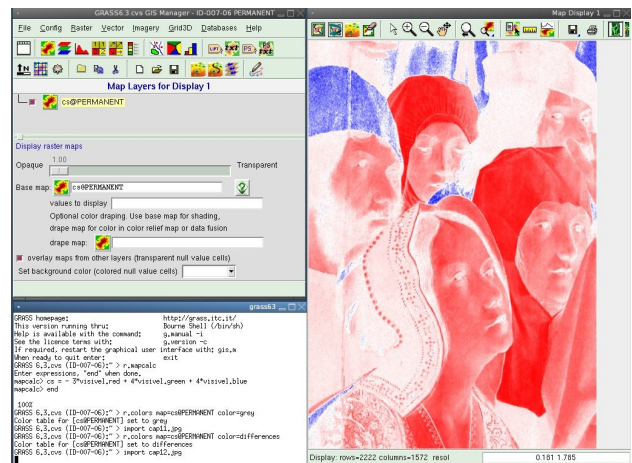 GRASS6.3.cvs GIS Manager - ID-007-06 PERMANENT
File Config Raster Vector Imagery Grid3D Databases Help
Map Layers for Display 1
cs@PERMANENT
Display raster maps
1.00
Opaque Transparent
Base map: cs@PERMANENT
values to display
Optional color draping. Use base map for shading,
drape map for color in color relief map or data fusion
drape map:
overlay maps from other layers (transparent null value cells)
Set background color (colored null value cells)
grass63
GRASS homepage: http://grass.itc.it/
This version running thru: Bourne Shell (/bin/sh)
Help is available with the command: g.manual -i
See the licence terms with: g.version -c
If required, restart the graphical user interface with: gis.m
When ready to quit enter: exit
GRASS 6.3.cvs (ID-007-06):~ > r.mapcalc
Enter expressions, "end" when done.
mapcalc> cs = - 3*visivel.red + 4*visivel.green + 4*visivel.blue
mapcalc> end
100%
GRASS 6.3.cvs (ID-007-06):~ > r.colors map=cs@PERMANENT color=grey
Color table for [cs@PERMANENT] set to grey
GRASS 6.3.cvs (ID-007-06):~ > import cap11.jpg
GRASS 6.3.cvs (ID-007-06):~ > r.colors map=cs@PERMANENT color=differences
Color table for [cs@PERMANENT] set to differences
GRASS 6.3.cvs (ID-007-06):~ > import cap12.jpg
Map Display 1
Display: rows=2222 columns=1572 resol
0.181 1.785